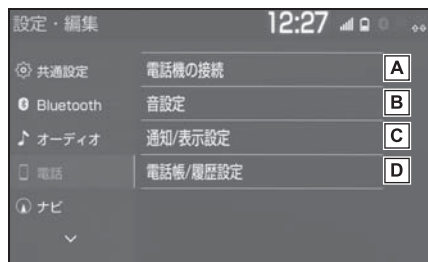 設定・編集 12:27
共通設定
電話機の接続 A
Bluetooth
音設定 B
オーディオ
通知/表示設定 C
電話
電話帳/履歴設定 D
ナビ